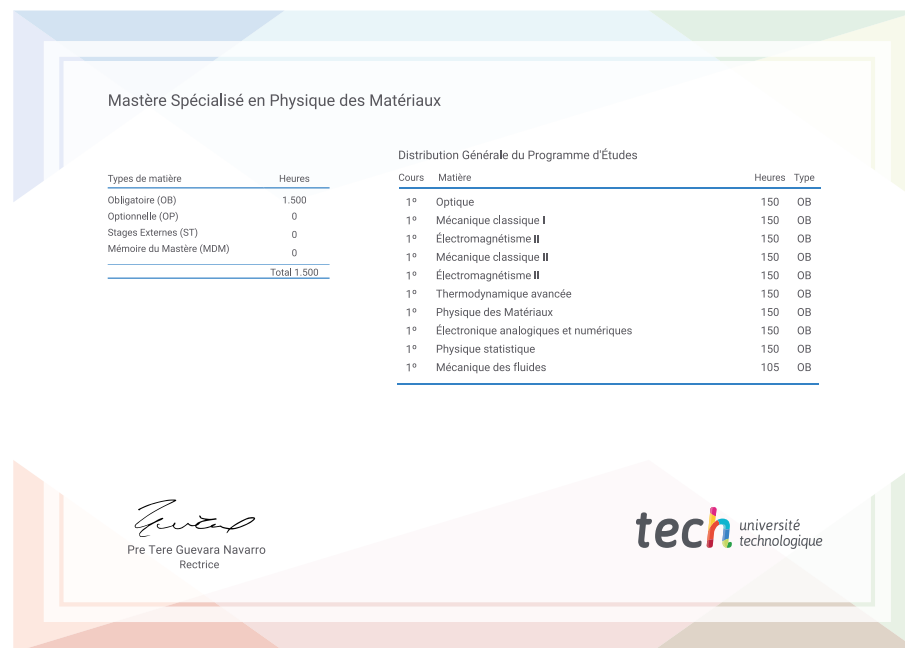 Mastère Spécialisé en Physique des Matériaux
Types de matière Heures
Obligatoire (OB) 1.500
Optionnelle (OP) 0
Stages Externes (ST) 0
Mémoire du Mastère (MDM) 0
Total 1.500
Distribution Générale du Programme d'Études
Cours Matière Heures Type
1º Optique 150 OB
1º Mécanique classique I 150 OB
1º Électromagnétisme II 150 OB
1º Mécanique classique II 150 OB
1º Électromagnétisme II 150 OB
1º Thermodynamique avancée 150 OB
1º Physique des Matériaux 150 OB
1º Électronique analogiques et numériques 150 OB
1º Physique statistique 150 OB
1º Mécanique des fluides 105 OB
Pre Tere Guevara Navarro
Rectrice
tech université
technologique